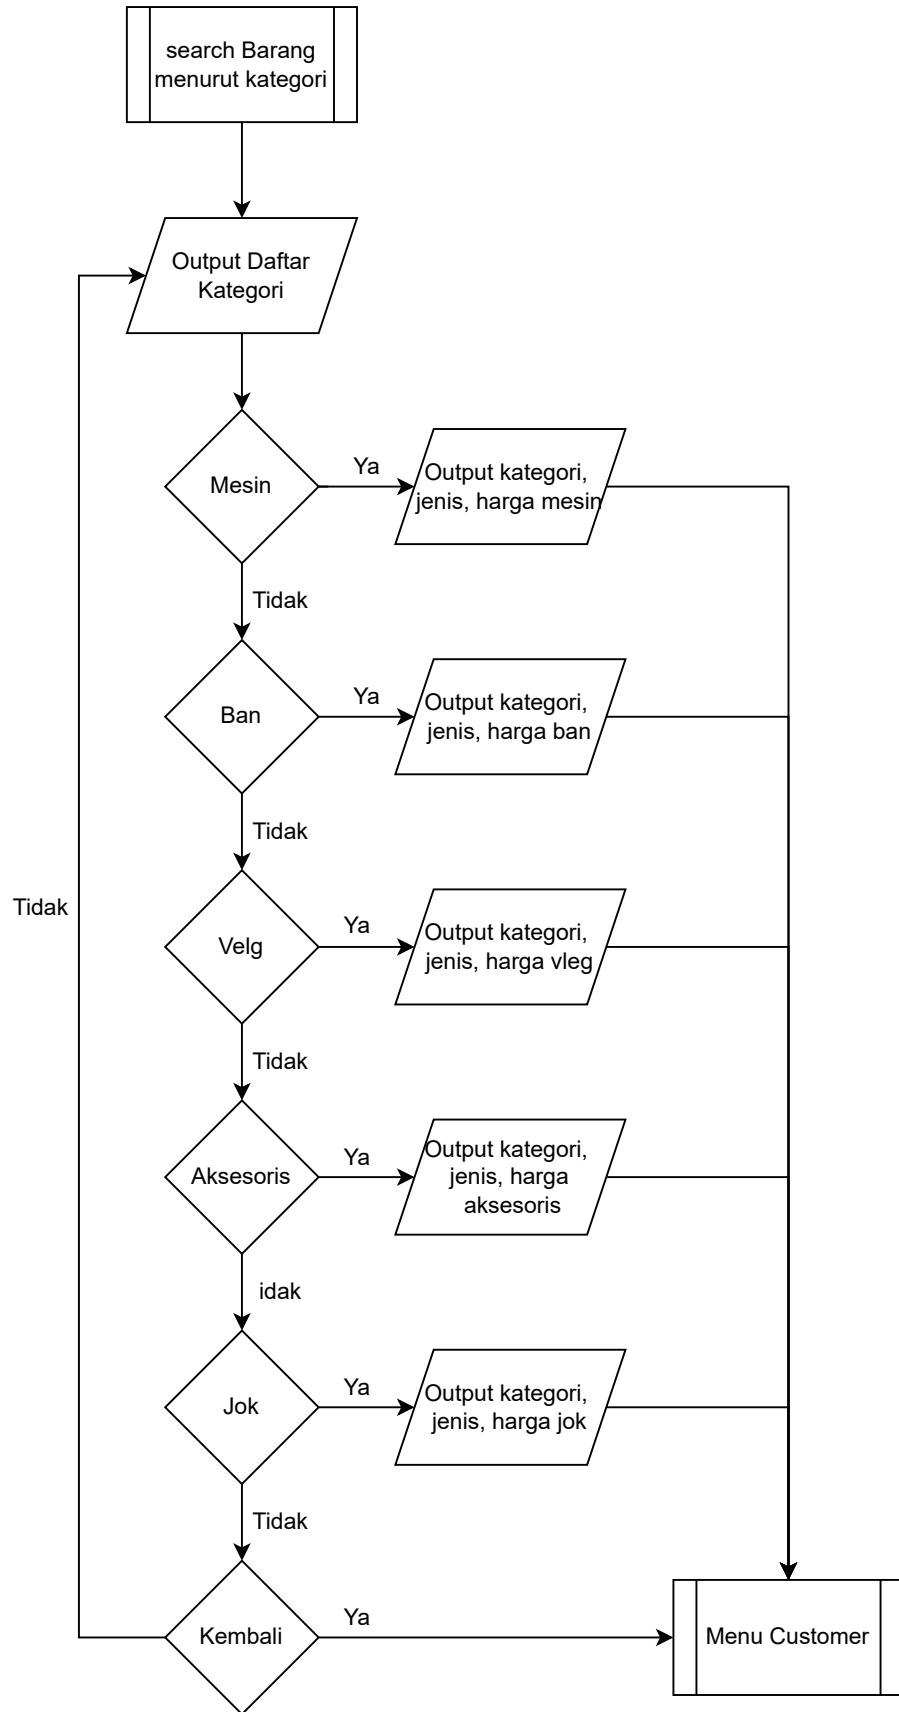 search Barang
menurut kategori
Output Daftar
Kategori
Mesin
Ya
Output kategori,
jenis, harga mesin
Tidak
Ban
Ya
Output kategori,
jenis, harga ban
Tidak
Velg
Ya
Output kategori,
jenis, harga vleg
Tidak
Tidak
Aksesoris
Ya
Output kategori,
jenis, harga
aksesoris
idak
Jok
Ya
Output kategori,
jenis, harga jok
Tidak
Kembali
Ya
Menu Customer